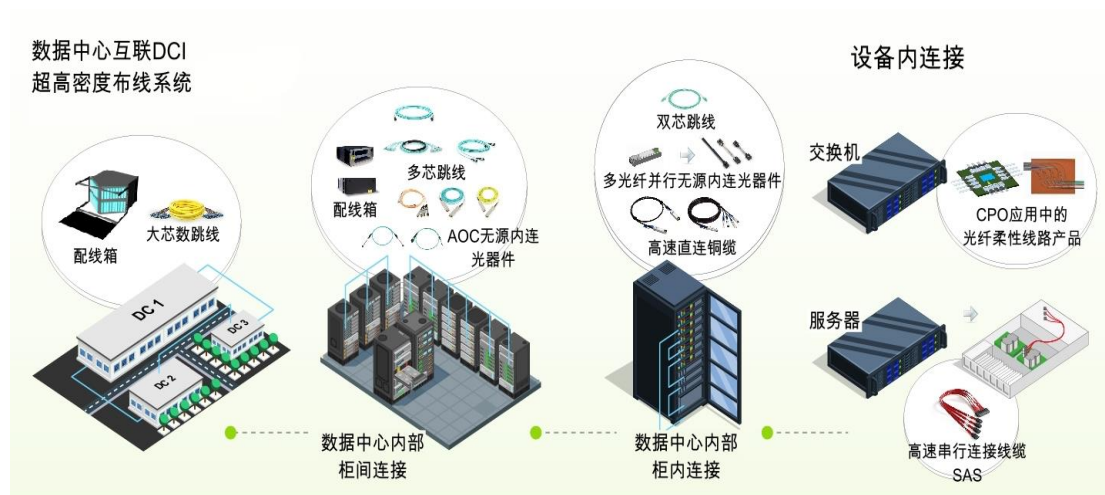 数据中心互联DCI
超高密度布线系统
配线箱
大芯数跳线
DC 1
DC 3
DC 2
多芯跳线
配线箱
AOC无源内连
光器件
数据中心内部
柜间连接
双芯跳线
多光纤并行无源内连光器件
高速直连铜缆
数据中心内部
柜内连接
设备内连接
交换机
CPO应用中的
光纤柔性线路产品
服务器
高速串行连接线缆
SAS